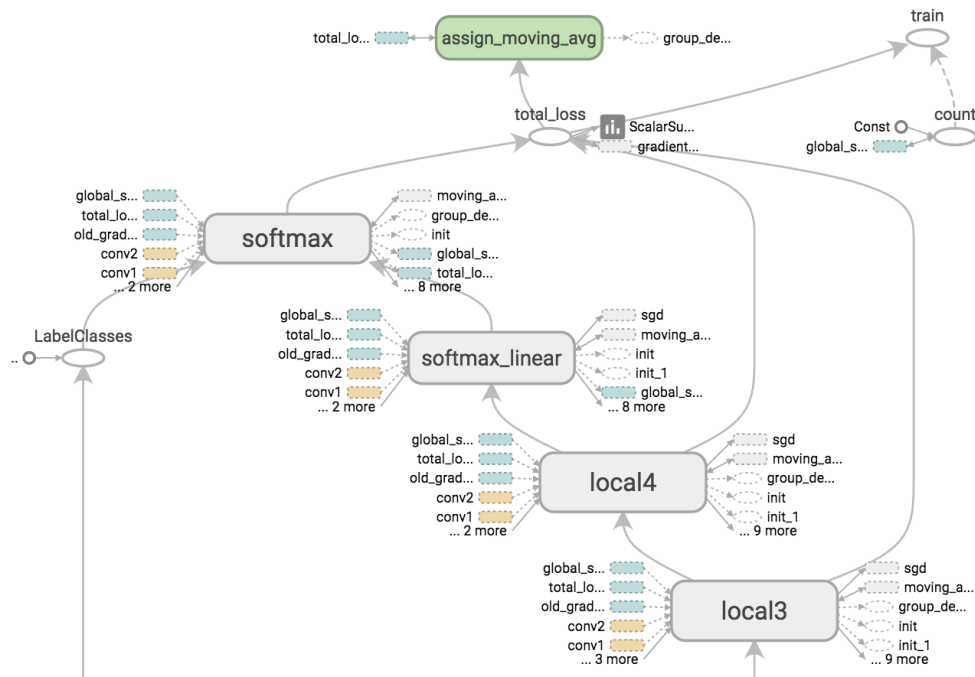 train
total_lo...
assign_moving_avg
group_de...
total_loss
ScalarSu...
gradient...
Const
count
global_s...
global_s...
total_lo...
old_grad...
conv2
conv1
... 2 more
softmax
moving_a...
group_de...
init
global_s...
total_lo...
... 8 more
LabelClasses
..
global_s...
total_lo...
old_grad...
conv2
conv1
... 2 more
softmax_linear
sgd
moving_a...
init
init_1
global_s...
... 8 more
global_s...
total_lo...
old_grad...
conv2
conv1
... 2 more
local4
sgd
moving_a...
group_de...
init
init_1
... 9 more
global_s...
total_lo...
old_grad...
conv2
conv1
... 3 more
local3
sgd
moving_a...
group_de...
init
init_1
... 9 more